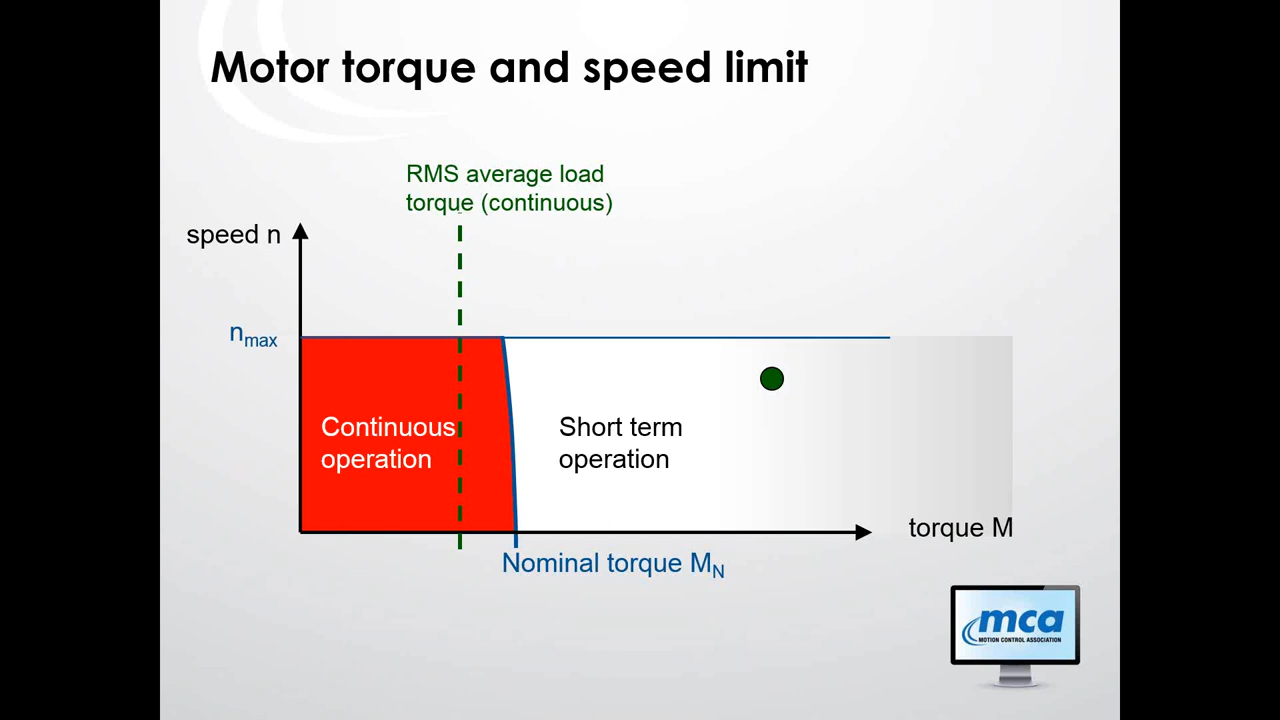 Motor torque and speed limit
RMS average load
torque (continuous)
speed n
nmax
Continuous
operation
Short term
operation
torque M
Nominal torque MN
mca
MOTION CONTROL ASSOCIATION